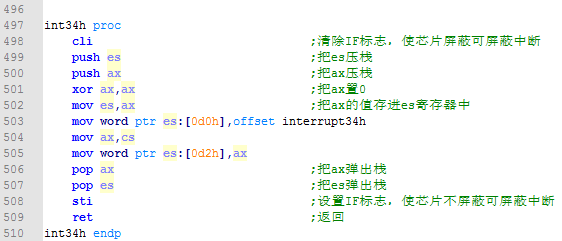 496
497 int34h proc
498 cli ;清除IF标志，使芯片屏蔽可屏蔽中断
499 push es ;把es压栈
500 push ax ;把ax压栈
501 xor ax,ax ;把ax置0
502 mov es,ax ;把ax的值存进es寄存器中
503 mov word ptr es:[0d0h],offset interrupt34h
504 mov ax,cs
505 mov word ptr es:[0d2h],ax
506 pop ax ;把ax弹出栈
507 pop es ;把es弹出栈
508 sti ;设置IF标志，使芯片不屏蔽可屏蔽中断
509 ret ;返回
510 int34h endp